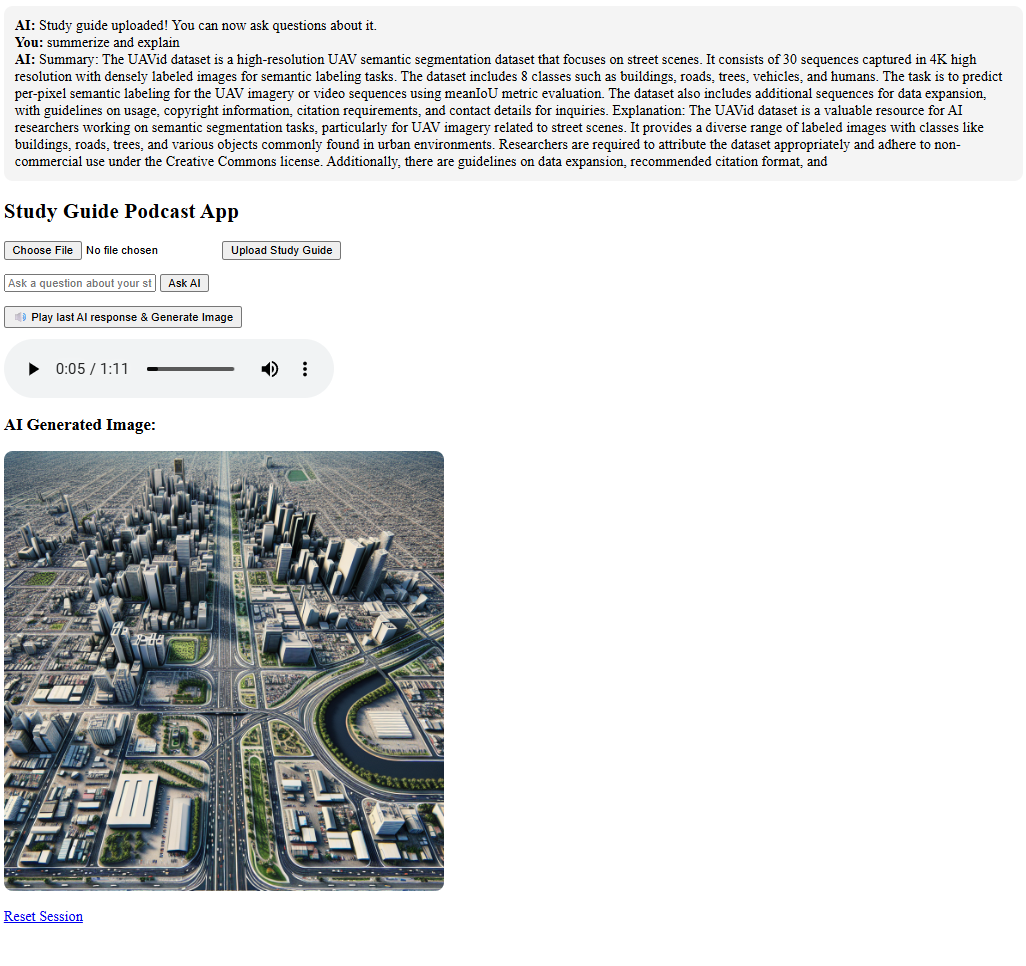 AI: Study guide uploaded! You can now ask questions about it.
You: summerize and explain
AI: Summary: The UAVid dataset is a high-resolution UAV semantic segmentation dataset that focuses on street scenes. It consists of 30 sequences captured in 4K high
resolution with densely labeled images for semantic labeling tasks. The dataset includes 8 classes such as buildings, roads, trees, vehicles, and humans. The task is to predict
per-pixel semantic labeling for the UAV imagery or video sequences using meanIoU metric evaluation. The dataset also includes additional sequences for data expansion,
with guidelines on usage, copyright information, citation requirements, and contact details for inquiries. Explanation: The UAVid dataset is a valuable resource for AI
researchers working on semantic segmentation tasks, particularly for UAV imagery related to street scenes. It provides a diverse range of labeled images with classes like
buildings, roads, trees, and various objects commonly found in urban environments. Researchers are required to attribute the dataset appropriately and adhere to non-
commercial use under the Creative Commons license. Additionally, there are guidelines on data expansion, recommended citation format, and
Study Guide Podcast App
Choose File No file chosen Upload Study Guide
Ask a question about your st Ask AI
🔊 Play last AI response & Generate Image
0:05 / 1:11
AI Generated Image:
Reset Session